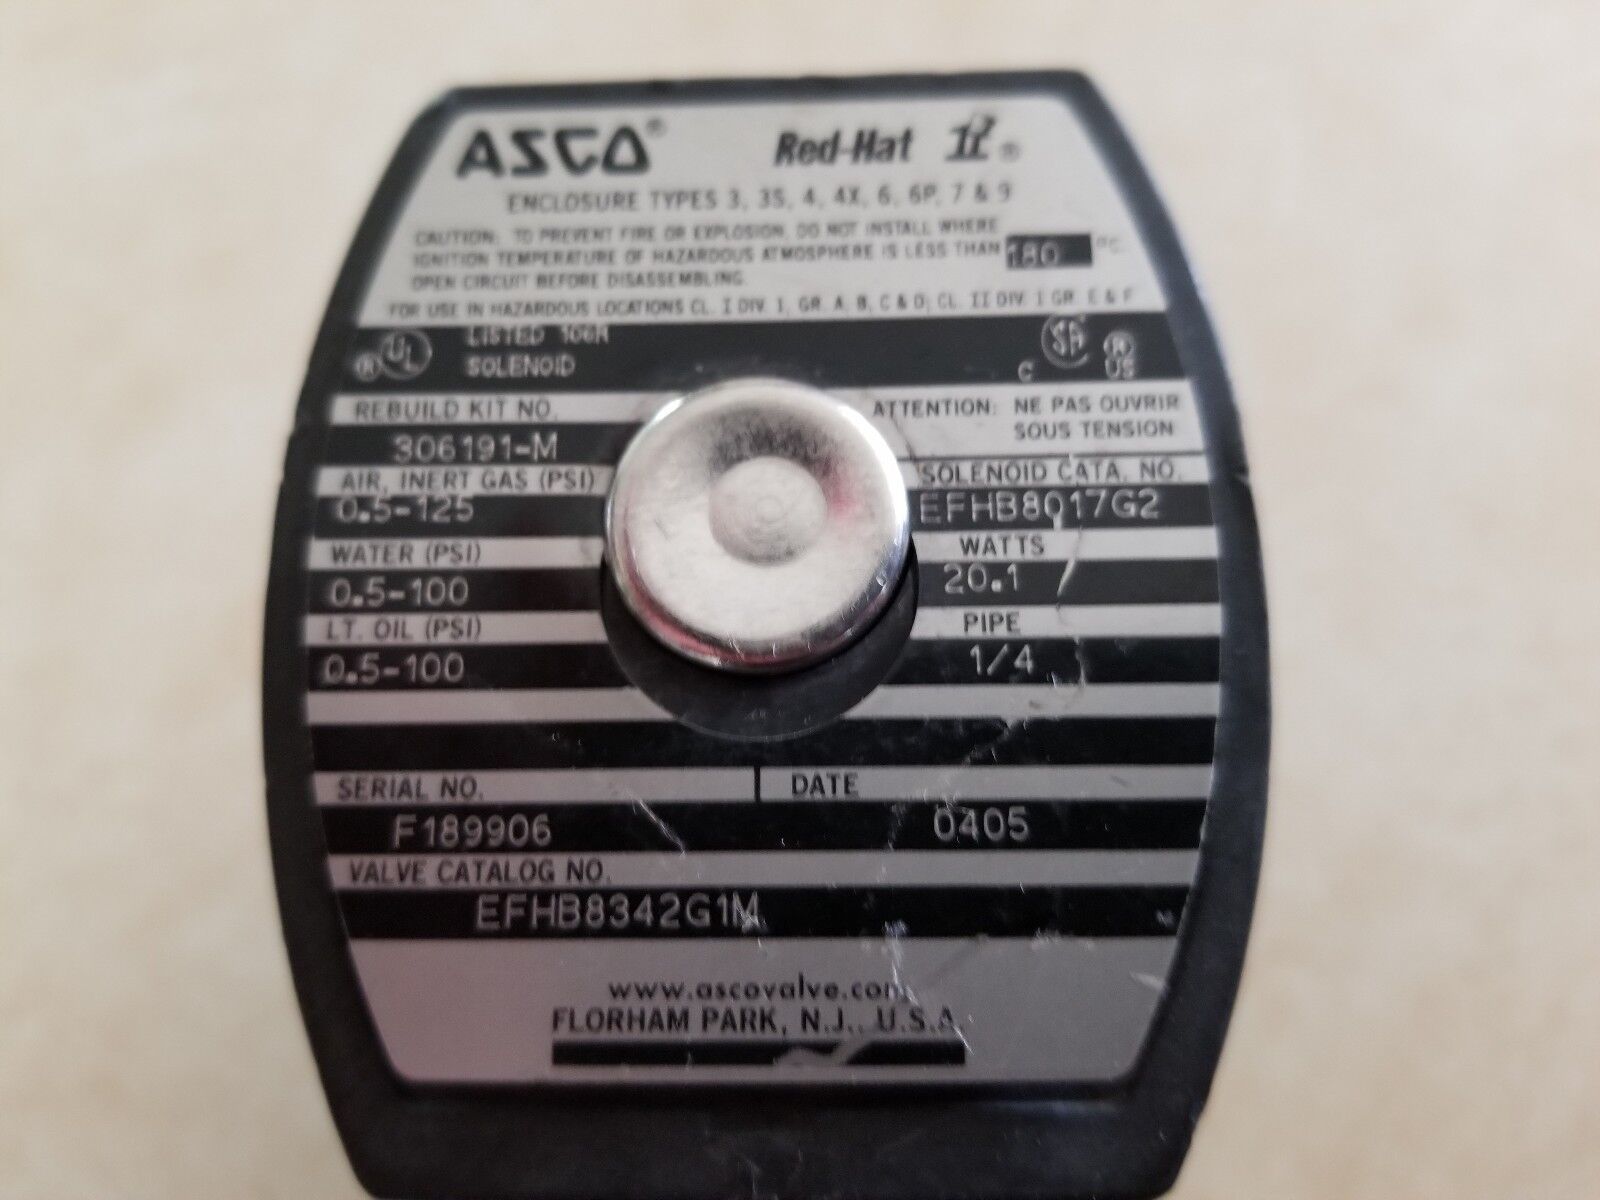 ASCO® Red-Hat II®
ENCLOSURE TYPES 3, 3S, 4, 4X, 6, 6P, 7 & 9
CAUTION: TO PREVENT FIRE OR EXPLOSION, DO NOT INSTALL WHERE
IGNITION TEMPERATURE OF HAZARDOUS ATMOSPHERE IS LESS THAN 180 °C.
OPEN CIRCUIT BEFORE DISASSEMBLING.
FOR USE IN HAZARDOUS LOCATIONS CL. I DIV. 1, GR. A, B, C & D; CL. II DIV. 1 GR. E & F
UL ® LISTED
SOLENOID
C SA ® US
REBUILD KIT NO.
306191-M
ATTENTION: NE PAS OUVRIR
SOUS TENSION
AIR, INERT GAS (PSI)
0.5-125
SOLENOID CATA. NO.
EFHB8017G2
WATER (PSI)
0.5-100
WATTS
20.1
LT. OIL (PSI)
0.5-100
PIPE
1/4
SERIAL NO. DATE
F189906 0405
VALVE CATALOG NO.
EFHB8342G1M
www.ascovalve.com
FLORHAM PARK, N.J., U.S.A.